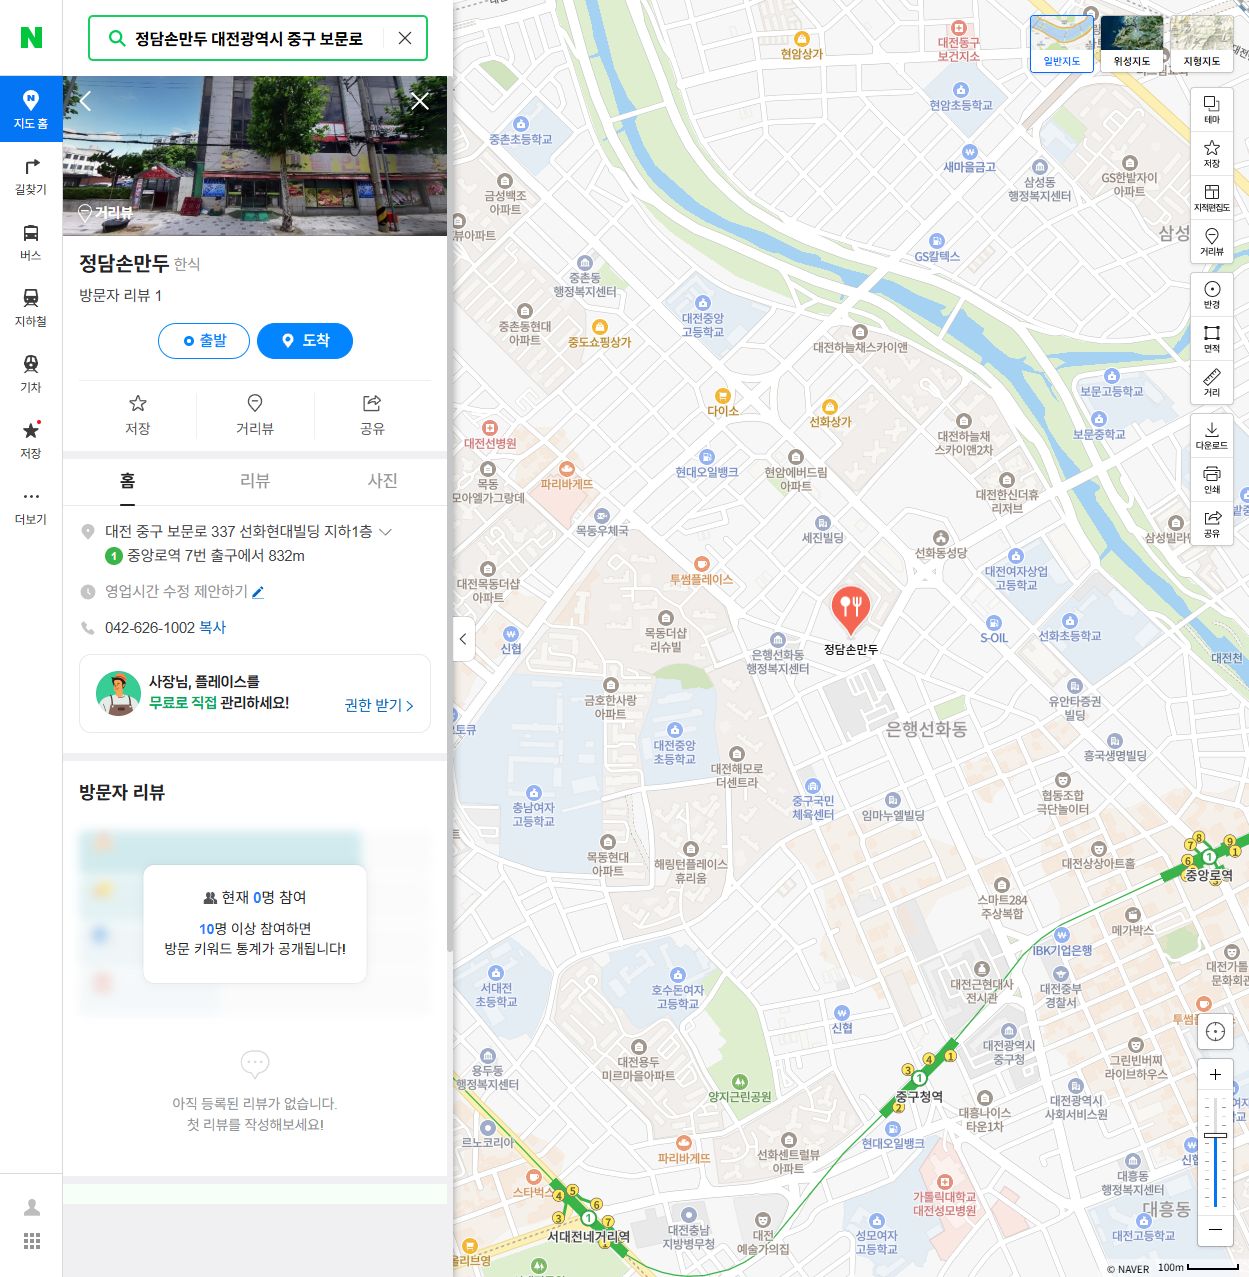 N
정담손만두 대전광역시 중구 보문로
지도 홈
길찾기
버스
지하철
기차
저장
더보기
거리뷰
정담손만두 한식
방문자 리뷰 1
출발
도착
저장
거리뷰
공유
홈
리뷰
사진
대전 중구 보문로 337 선화현대빌딩 지하1층
1 중앙로역 7번 출구에서 832m
영업시간 수정 제안하기
042-626-1002 복사
사장님, 플레이스를
무료로 직접 관리하세요!
권한 받기
방문자 리뷰
현재 0명 참여
10명 이상 참여하면
방문 키워드 통계가 공개됩니다!
아직 등록된 리뷰가 없습니다.
첫 리뷰를 작성해보세요!
일반지도
위성지도
지형지도
테마
저장
지적편집도
거리뷰
반경
면적
거리
다운로드
인쇄
공유
현암상가
대전동구
보건지소
현암초등학교
중촌초등학교
새마을금고
삼성동
행정복지센터
GS한밭자이
아파트
금성백조
아파트
뷰아파트
삼성
GS칼텍스
중촌동
행정복지센터
대전중앙
고등학교
중촌동현대
아파트
중도쇼핑상가
대전하늘채스카이앤
보문고등학교
다이소
선화상가
보문중학교
대전선병원
대전하늘채
스카이앤2차
현대오일뱅크
현암에버드림
아파트
목동
모아엘가그랑데
파리바게뜨
대전한신더휴
리저브
목동우체국
세진빌딩
선화동성당
삼성빌라
대전여자상업
고등학교
투썸플레이스
대전목동더샵
아파트
목동더샵
리슈빌
신협
은행선화동
행정복지센터
정담손만두
S-OIL
선화초등학교
대전천
금호한사랑
아파트
유안타증권
빌딩
토큐
은행선화동
대전중앙
초등학교
대전해모로
더센트라
흥국생명빌딩
충남여자
고등학교
중구국민
체육센터
임마누엘빌딩
협동조합
극단놀이터
목동현대
아파트
해링턴플레이스
휴리움
대전상상아트홀
중앙로역
스마트284
주상복합
메가박스
IBK기업은행
서대전
초등학교
호수돈여자
고등학교
대전근현대사
전시관
대전중부
경찰서
대전가톨
문화회관
투썸플
신협
대전광역시
중구청
그린빈버찌
라이브하우스
용두동
행정복지센터
대전용두
미르마을아파트
양지근린공원
중구청역
대흥나이스
타운1차
대전광역시
사회서비스원
르노코리아
파리바게뜨
선화센트럴뷰
아파트
현대오일뱅크
신협
대흥동
행정복지센터
스타벅스
가톨릭대학교
대전성모병원
대흥동
서대전네거리역
대전충남
지방병무청
대전
예술가의집
성모여자
고등학교
대전고등학교
올리브영
© NAVER 100m